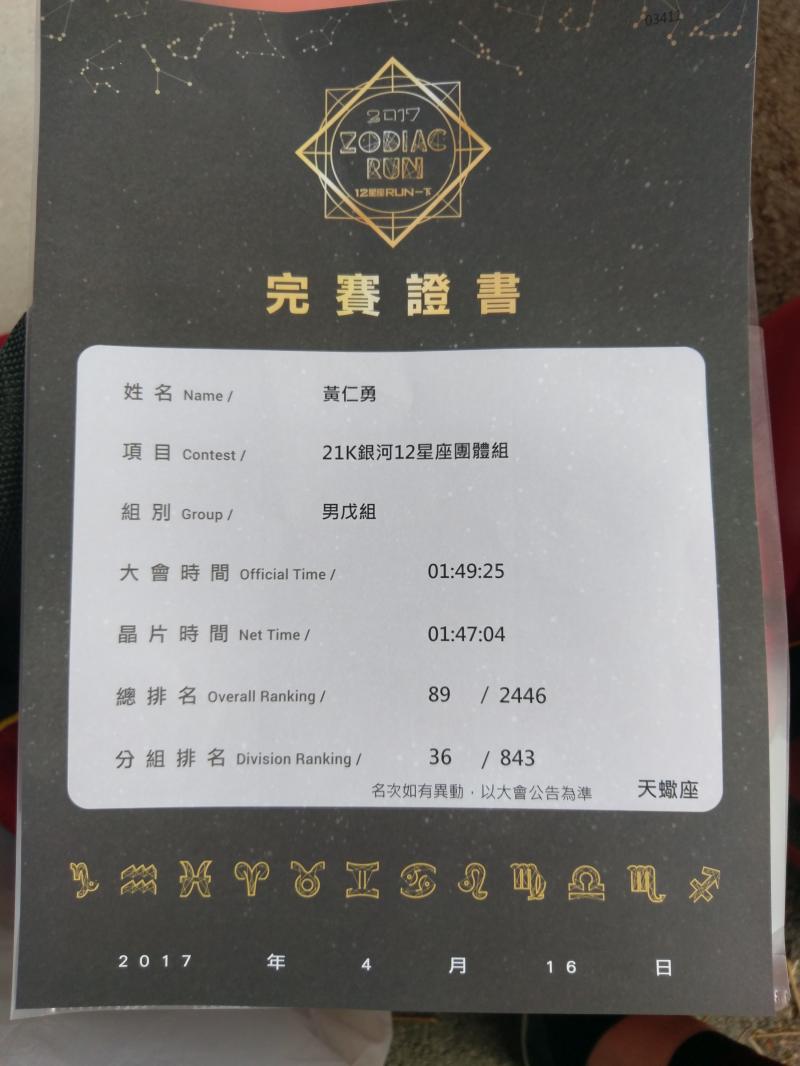 03411
2017
ZODIAC
RUN
12星座RUN一下
完賽證書
姓名 Name / 黃仁勇
項目 Contest / 21K銀河12星座團體組
組別 Group / 男戊組
大會時間 Official Time / 01:49:25
晶片時間 Net Time / 01:47:04
總排名 Overall Ranking / 89 / 2446
分組排名 Division Ranking / 36 / 843
名次如有異動，以大會公告為準 天蠍座
2017 年 4 月 16 日